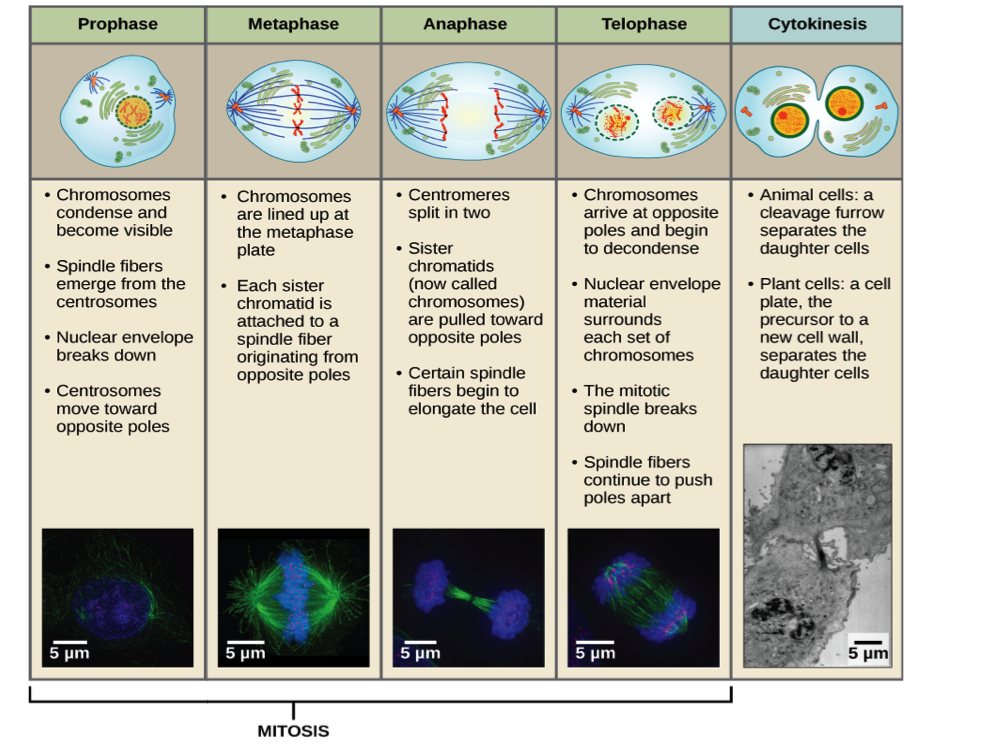 Prophase
Metaphase
Anaphase
Telophase
Cytokinesis
• Chromosomes
condense and
become visible
• Spindle fibers
emerge from the
centrosomes
• Nuclear envelope
breaks down
• Centrosomes
move toward
opposite poles
• Chromosomes
are lined up at
the metaphase
plate
• Each sister
chromatid is
attached to a
spindle fiber
originating from
opposite poles
• Centromeres
split in two
• Sister
chromatids
(now called
chromosomes)
are pulled toward
opposite poles
• Certain spindle
fibers begin to
elongate the cell
• Chromosomes
arrive at opposite
poles and begin
to decondense
• Nuclear envelope
material
surrounds
each set of
chromosomes
• The mitotic
spindle breaks
down
• Spindle fibers
continue to push
poles apart
• Animal cells: a
cleavage furrow
separates the
daughter cells
• Plant cells: a cell
plate, the
precursor to a
new cell wall,
separates the
daughter cells
5 µm
5 µm
5 µm
5 µm
5 µm
MITOSIS